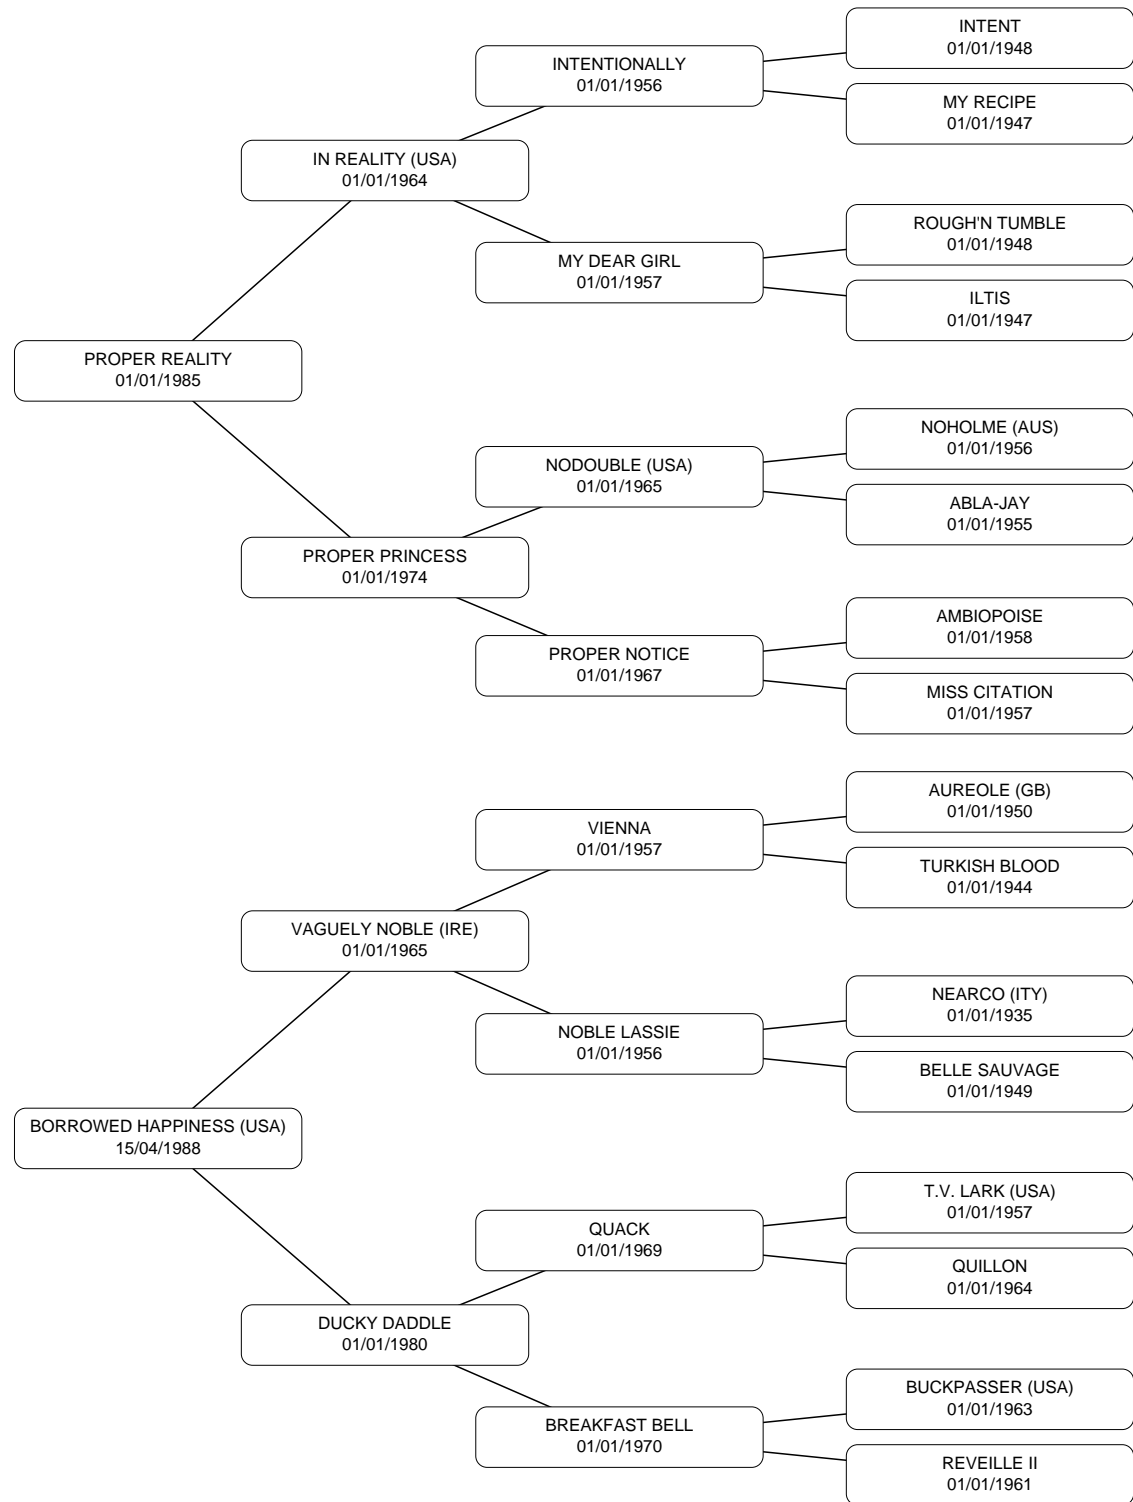 INTENT
01/01/1948
INTENTIONALLY
01/01/1956
MY RECIPE
01/01/1947
IN REALITY (USA)
01/01/1964
ROUGH'N TUMBLE
01/01/1948
MY DEAR GIRL
01/01/1957
ILTIS
01/01/1947
PROPER REALITY
01/01/1985
NOHOLME (AUS)
01/01/1956
NODOUBLE (USA)
01/01/1965
ABLA-JAY
01/01/1955
PROPER PRINCESS
01/01/1974
AMBIOPOISE
01/01/1958
PROPER NOTICE
01/01/1967
MISS CITATION
01/01/1957
AUREOLE (GB)
01/01/1950
VIENNA
01/01/1957
TURKISH BLOOD
01/01/1944
VAGUELY NOBLE (IRE)
01/01/1965
NEARCO (ITY)
01/01/1935
NOBLE LASSIE
01/01/1956
BELLE SAUVAGE
01/01/1949
BORROWED HAPPINESS (USA)
15/04/1988
T.V. LARK (USA)
01/01/1957
QUACK
01/01/1969
QUILLON
01/01/1964
DUCKY DADDLE
01/01/1980
BUCKPASSER (USA)
01/01/1963
BREAKFAST BELL
01/01/1970
REVEILLE II
01/01/1961